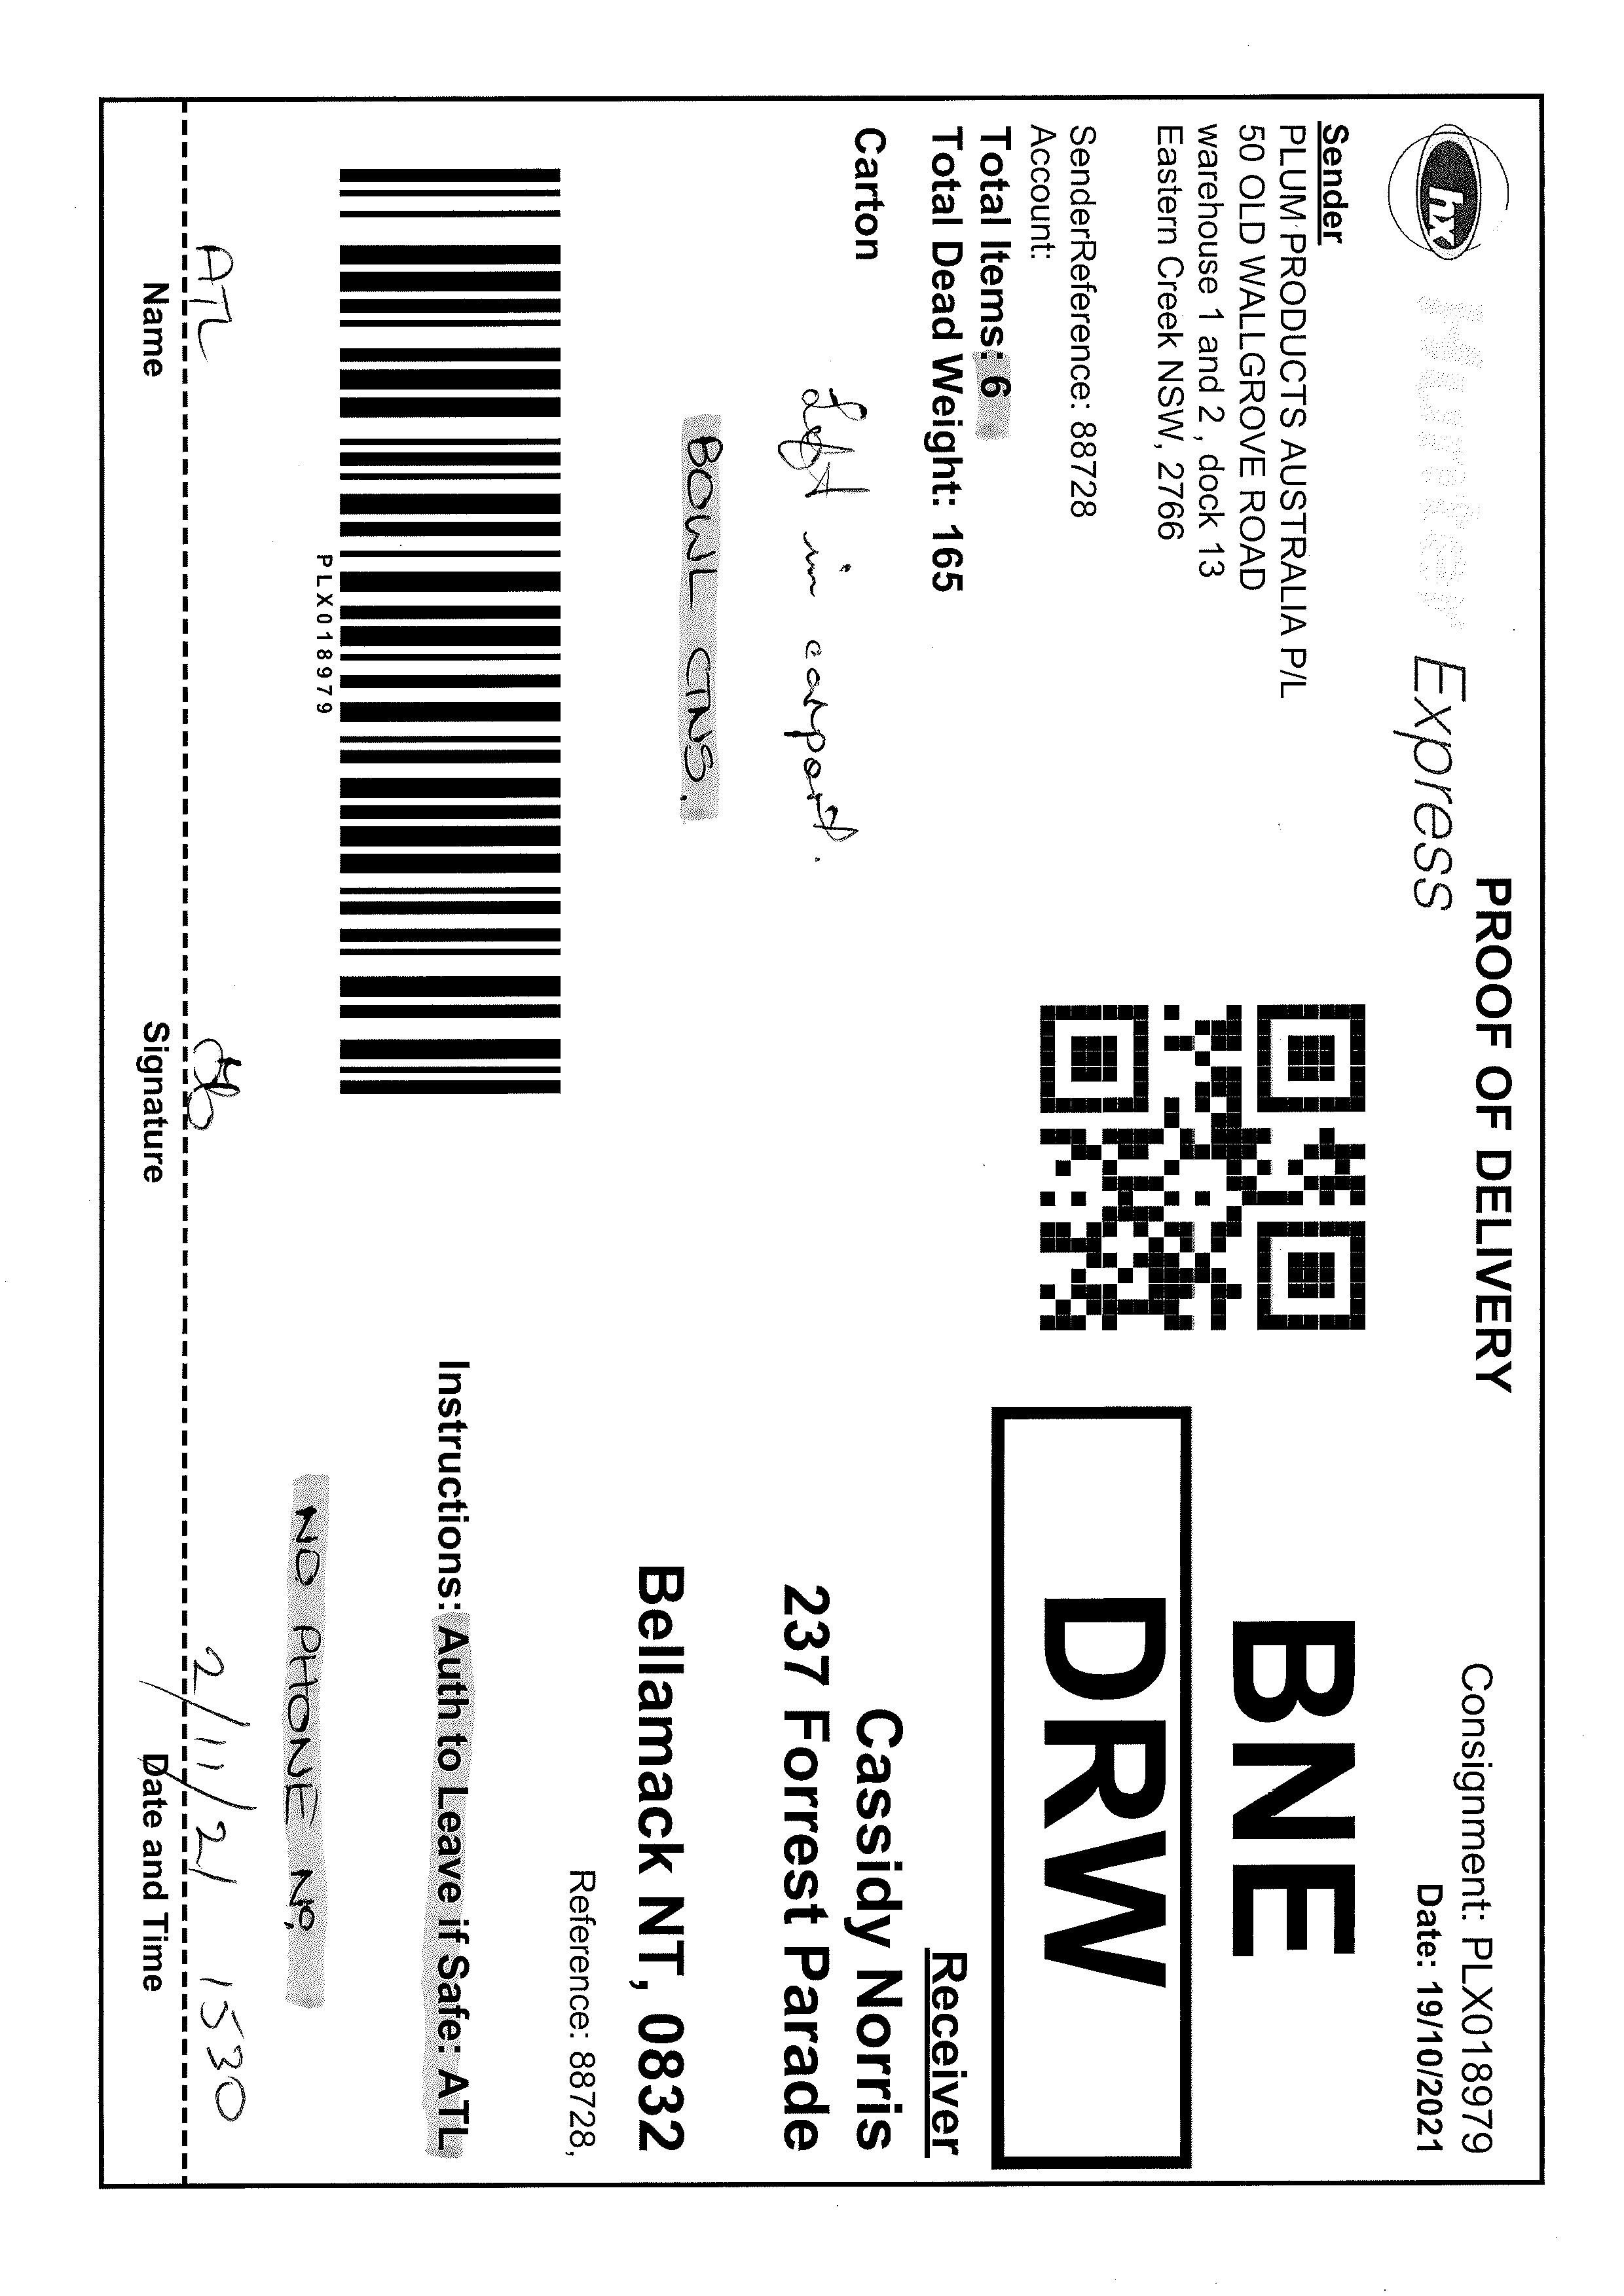 PROOF OF DELIVERY
hx
Hunter Express
Consignment: PLX018979
Date: 19/10/2021
Sender
PLUM PRODUCTS AUSTRALIA P/L
50 OLD WALLGROVE ROAD
warehouse 1 and 2 , dock 13
Eastern Creek NSW, 2766
SenderReference: 88728
Account:
Total Items: 6
Total Dead Weight: 165
Carton
BNE
DRW
Receiver
Cassidy Norris
237 Forrest Parade
Bellamack NT, 0832
Reference: 88728,
Left in carport.
BOWL CTNS.
Instructions: Auth to Leave if Safe: ATL
PLX018979
NO PHONE No.
ATL
2/11/21 1530
Name
Signature
Date and Time